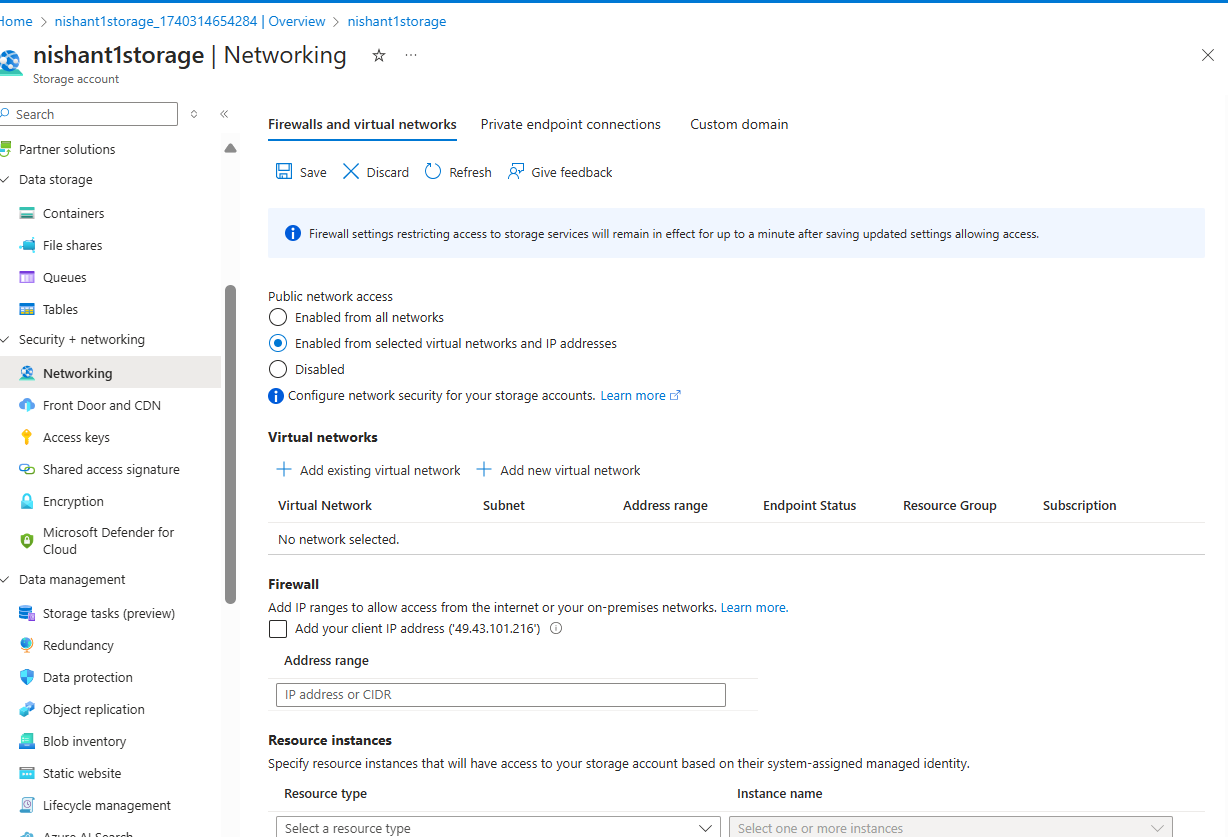 Home > nishant1storage_1740314654284 | Overview > nishant1storage
nishant1storage | Networking
Storage account
Search
Partner solutions
Data storage
Containers
File shares
Queues
Tables
Security + networking
Networking
Front Door and CDN
Access keys
Shared access signature
Encryption
Microsoft Defender for
Cloud
Data management
Storage tasks (preview)
Redundancy
Data protection
Object replication
Blob inventory
Static website
Lifecycle management
Azure AI Search
Firewalls and virtual networks Private endpoint connections Custom domain
Save Discard Refresh Give feedback
Firewall settings restricting access to storage services will remain in effect for up to a minute after saving updated settings allowing access.
Public network access
Enabled from all networks
Enabled from selected virtual networks and IP addresses
Disabled
Configure network security for your storage accounts. Learn more
Virtual networks
Add existing virtual network Add new virtual network
Virtual Network Subnet Address range Endpoint Status Resource Group Subscription
No network selected.
Firewall
Add IP ranges to allow access from the internet or your on-premises networks. Learn more.
Add your client IP address ('49.43.101.216')
Address range
IP address or CIDR
Resource instances
Specify resource instances that will have access to your storage account based on their system-assigned managed identity.
Resource type Instance name
Select a resource type Select one or more instances